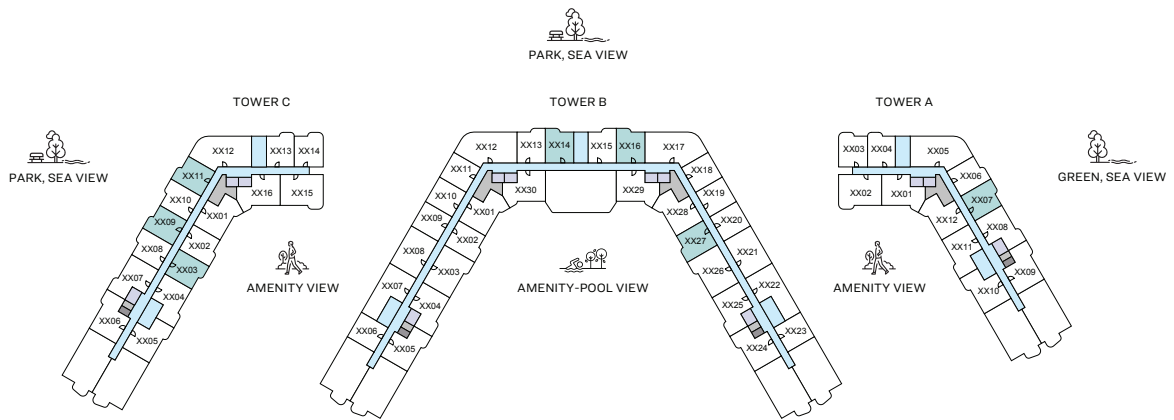 PARK, SEA VIEW
TOWER C
TOWER B
TOWER A
PARK, SEA VIEW
GREEN, SEA VIEW
XX12
XX13
XX14
XX11
XX16
XX15
XX10
XX01
XX09
XX02
XX08
XX03
XX07
XX04
XX06
XX05
AMENITY VIEW
XX12
XX13
XX14
XX15
XX16
XX17
XX11
XX18
XX10
XX30
XX29
XX19
XX09
XX01
XX28
XX20
XX08
XX02
XX27
XX21
XX07
XX03
XX26
XX22
XX06
XX04
XX25
XX23
XX05
XX24
AMENITY-POOL VIEW
AMENITY VIEW
XX03
XX04
XX05
XX02
XX01
XX06
XX12
XX07
XX11
XX08
XX10
XX09